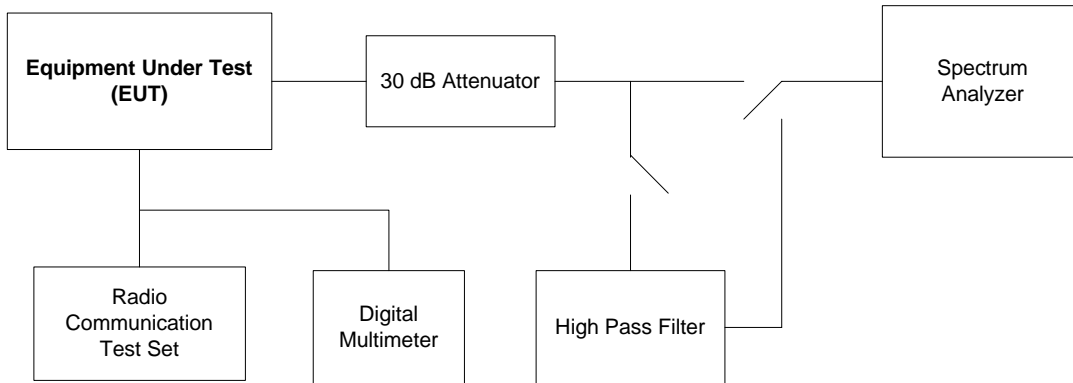 Equipment Under Test
(EUT)
30 dB Attenuator
Spectrum
Analyzer
Radio
Communication
Test Set
Digital
Multimeter
High Pass Filter